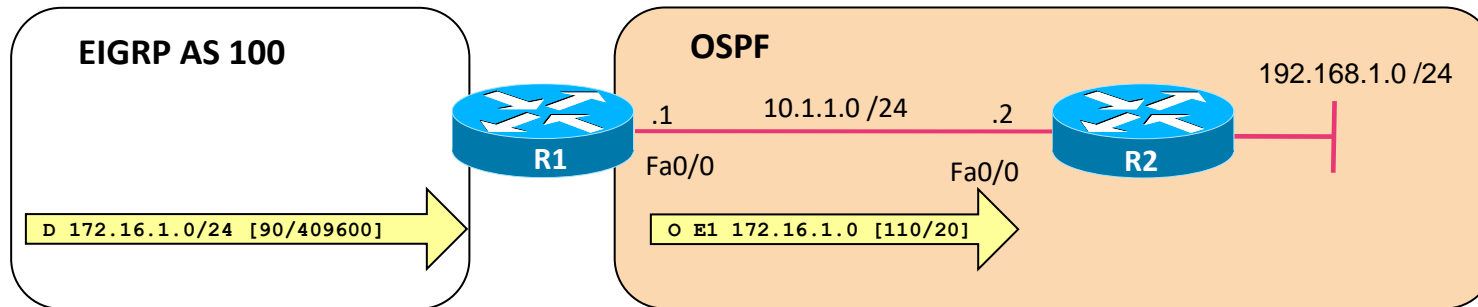 EIGRP AS 100
OSPF
192.168.1.0 /24
.1
10.1.1.0 /24
.2
R1
R2
Fa0/0
Fa0/0
D 172.16.1.0/24 [90/409600]
O E1 172.16.1.0 [110/20]